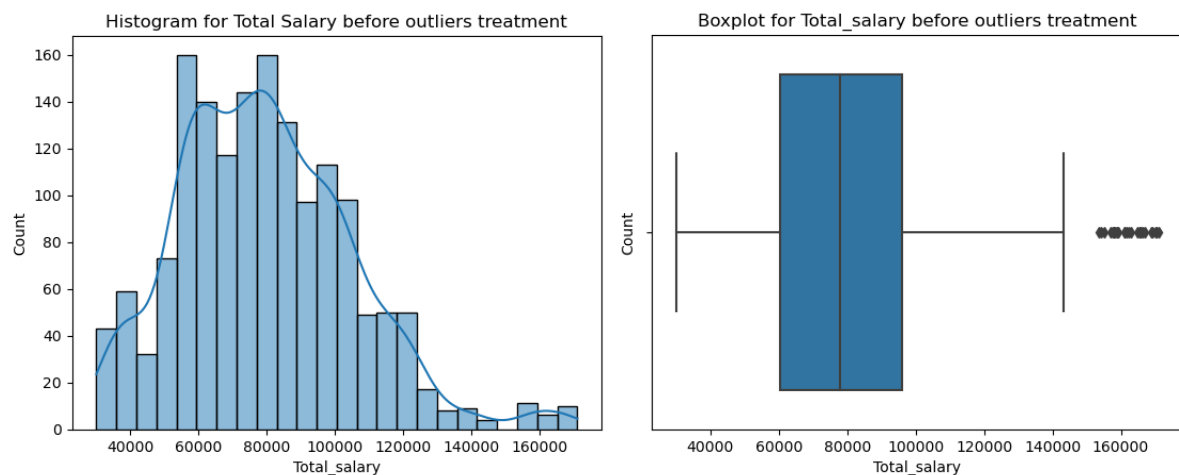 Histogram for Total Salary before outliers treatment
160
140
120
100
80
60
40
20
0
Count
40000 60000 80000 100000 120000 140000 160000
Total_salary
Boxplot for Total_salary before outliers treatment
Count
40000 60000 80000 100000 120000 140000 160000
Total_salary